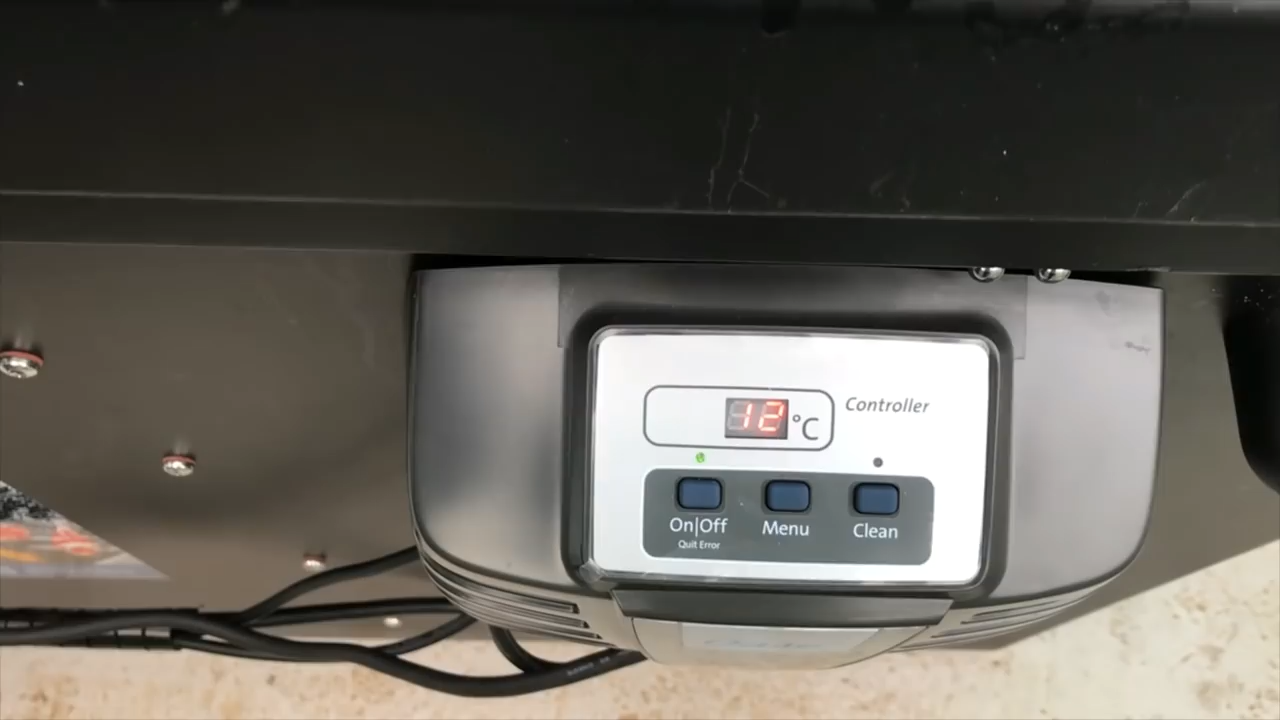 12 °C
Controller
On|Off
Menu
Clean
Quit Error